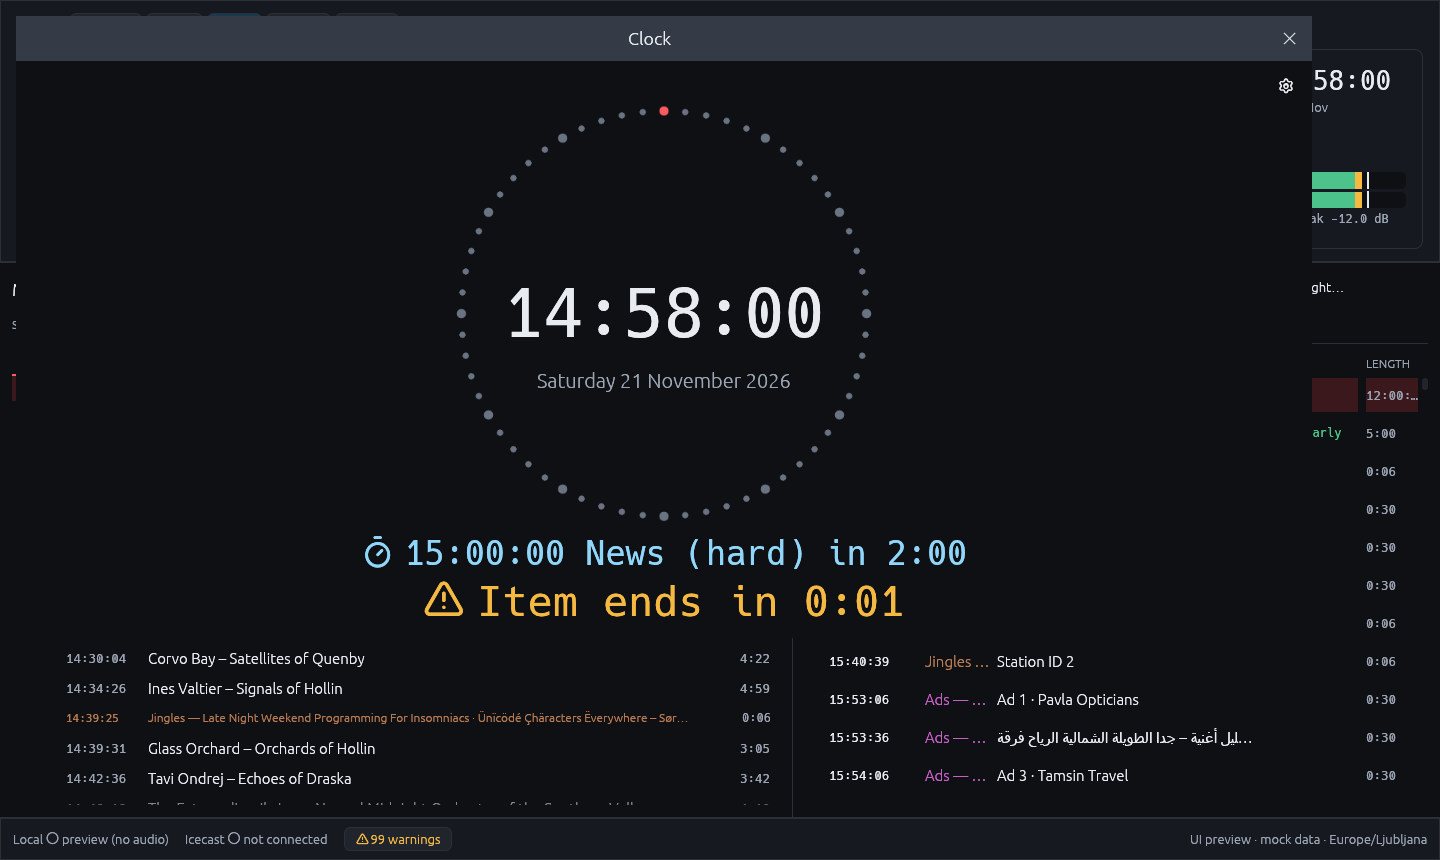 Clock
58:00
ak -12.0 dB
14:58:00
Saturday 21 November 2026
ght…
LENGTH
12:00:…
arly 5:00
0:06
0:30
0:30
0:30
0:06
15:00:00 News (hard) in 2:00
Item ends in 0:01
14:30:04 Corvo Bay – Satellites of Quenby 4:22
14:34:26 Ines Valtier – Signals of Hollin 4:59
14:39:25 Jingles — Late Night Weekend Programming For Insomniacs · Ünïcödé Çhäracters Ëverywhere – Sør… 0:06
14:39:31 Glass Orchard – Orchards of Hollin 3:05
14:42:36 Tavi Ondrej – Echoes of Draska 3:42
15:40:39 Jingles … Station ID 2 0:06
15:53:06 Ads — … Ad 1 · Pavla Opticians 0:30
15:53:36 Ads — … ليل أغنية – جدا الطويلة الشمالية الرياح فرقة… 0:30
15:54:06 Ads — … Ad 3 · Tamsin Travel 0:30
Local preview (no audio) Icecast not connected 99 warnings
UI preview · mock data · Europe/Ljubljana